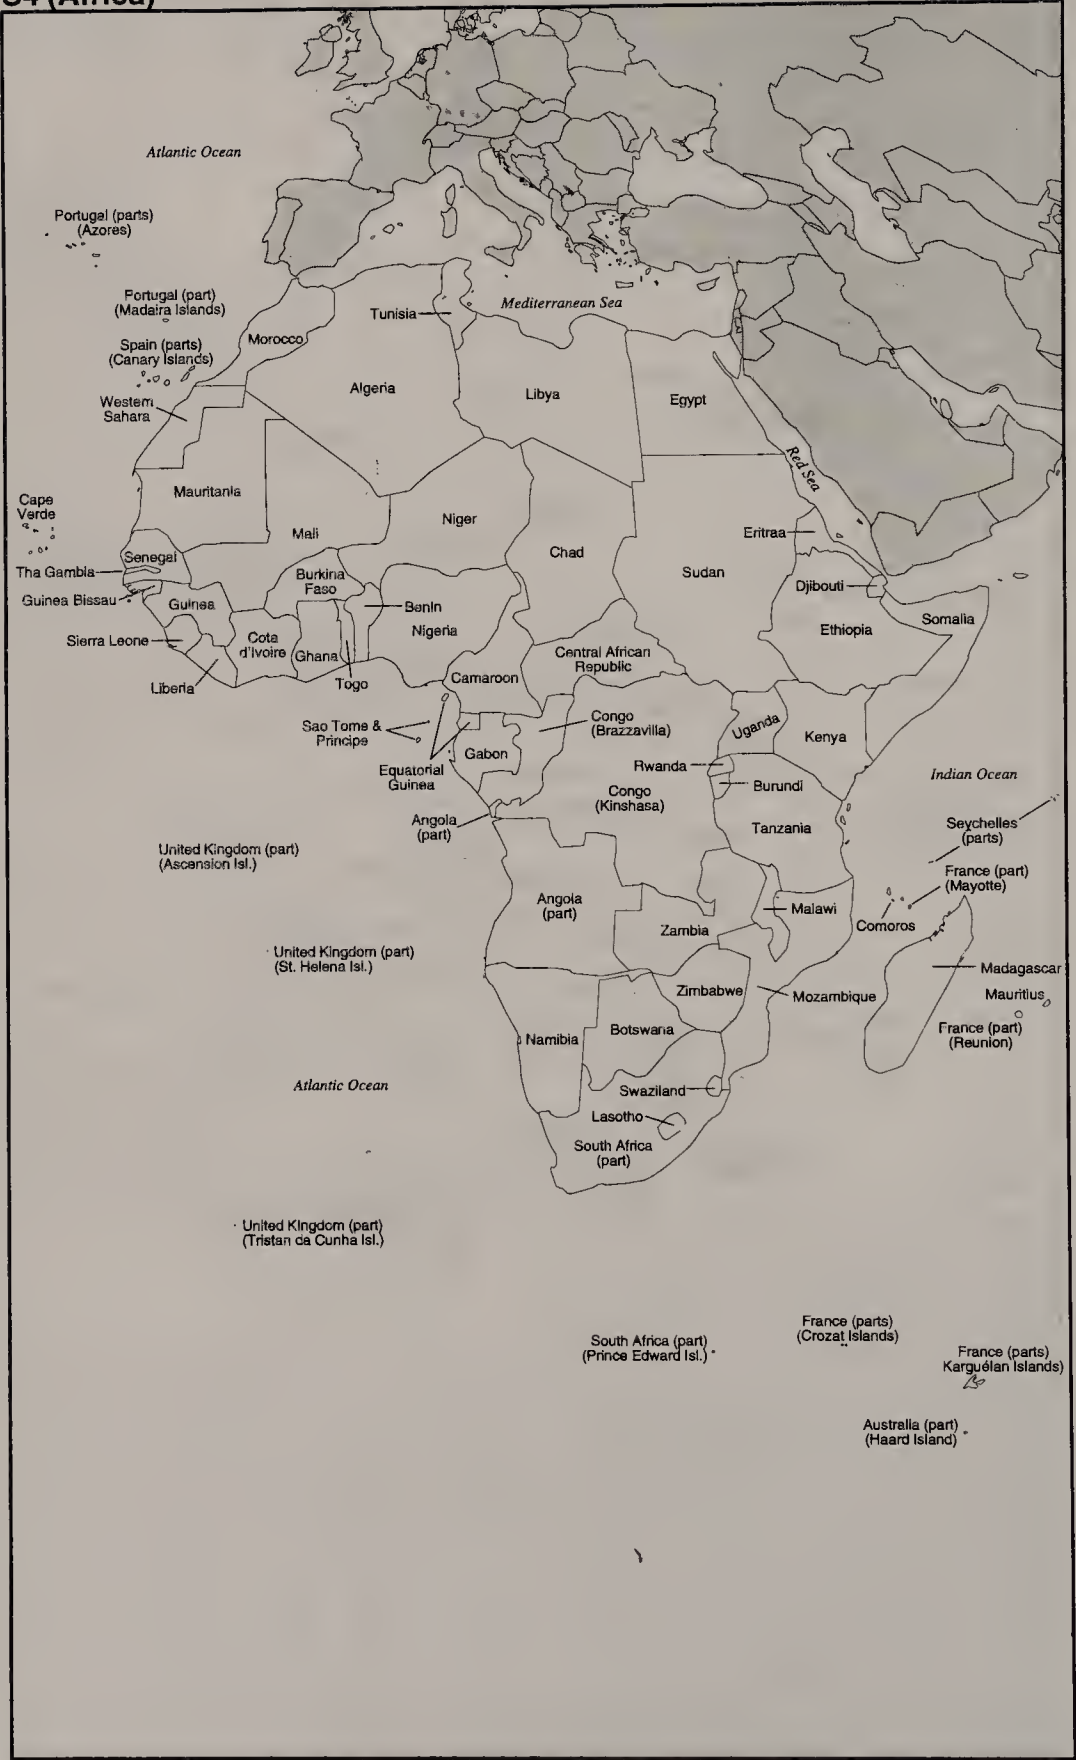 Atlantic Ocean
Portugal (parts)
(Azores)
Portugal (part)
(Madaira Islands)
Spain (parts)
(Canary Islands)
Mediterranean Sea
Tunisia
Morocco
Algeria
Libya
Egypt
Western
Sahara
Red Sea
Mauritania
Cape
Verde
Mali
Niger
Chad
Eritraa
Sudan
Senegal
Tha Gambla
Guinea Bissau
Burkina
Faso
Djibouti
Guinea
Benin
Nigeria
Ethiopia
Somalia
Sierra Leone
Cota
d'Ivoire
Ghana
Central African
Republic
Liberia
Togo
Camaroon
Sao Tome &
Principe
Congo
(Brazzavilla)
Uganda
Kenya
Gabon
Equatorial
Guinea
Rwanda
Burundi
Indian Ocean
Congo
(Kinshasa)
Angola
(part)
Tanzania
Seychelles
(parts)
United Kingdom (part)
(Ascension Isl.)
France (part)
(Mayotte)
Angola
(part)
Malawi
Zambia
Comoros
United Kingdom (part)
(St. Helena Isl.)
Madagascar
Zimbabwe
Mozambique
Mauritius
Botswana
Namibia
France (part)
(Reunion)
Atlantic Ocean
Swaziland
Lasotho
South Africa
(part)
United Kingdom (part)
(Tristan da Cunha Isl.)
South Africa (part)
(Prince Edward Isl.)
France (parts)
(Crozat Islands)
France (parts)
Karguélan Islands)
Australia (part)
(Haard Island)